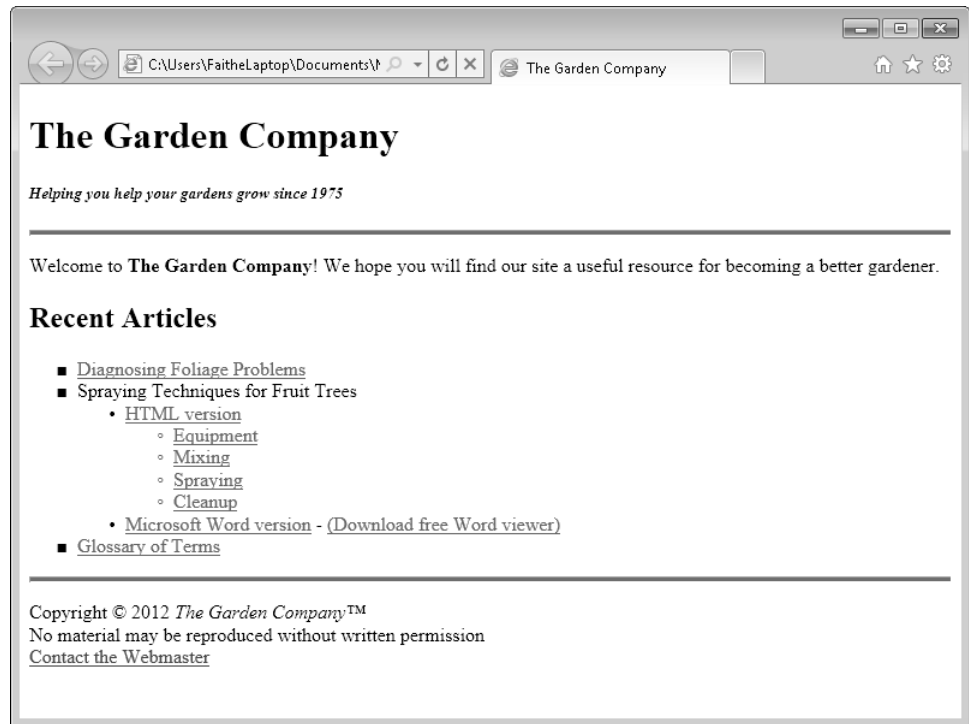 C:\Users\FaitheLaptop\Documents\
The Garden Company
The Garden Company
Helping you help your gardens grow since 1975
Welcome to The Garden Company! We hope you will find our site a useful resource for becoming a better gardener.
Recent Articles
■ Diagnosing Foliage Problems
■ Spraying Techniques for Fruit Trees
• HTML version
◦ Equipment
◦ Mixing
◦ Spraying
◦ Cleanup
• Microsoft Word version - (Download free Word viewer)
■ Glossary of Terms
Copyright © 2012 The Garden Company™
No material may be reproduced without written permission
Contact the Webmaster